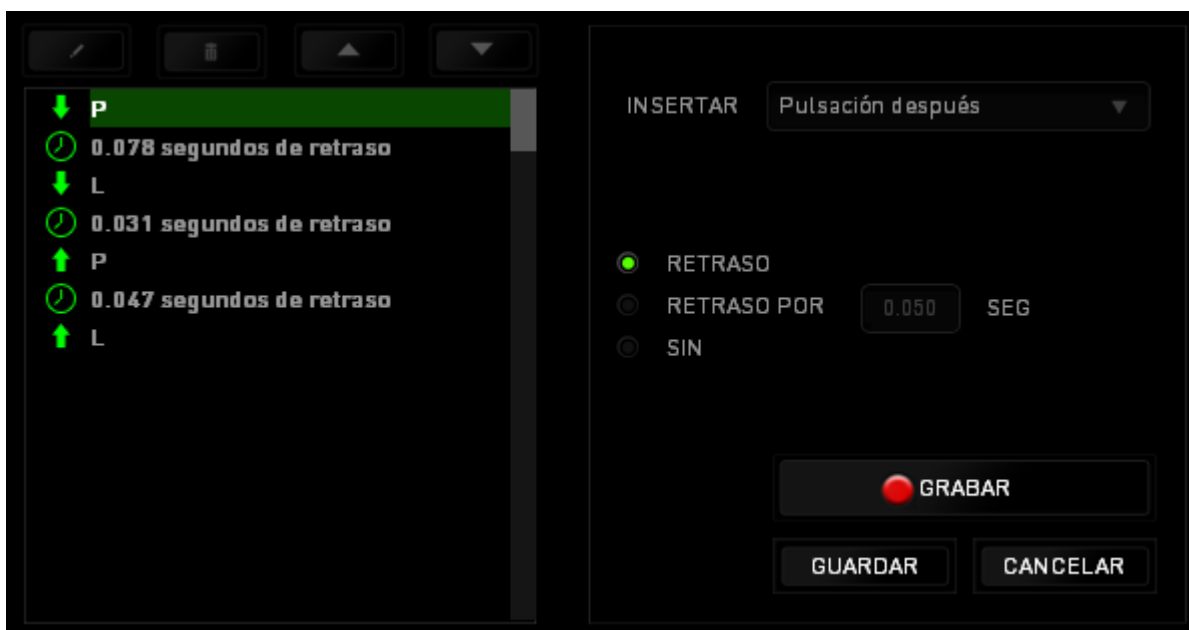 P
0.078 segundos de retraso
L
0.031 segundos de retraso
P
0.047 segundos de retraso
L
INSERTAR Pulsación después
RETRASO
RETRASO POR 0.050 SEG
SIN
GRABAR
GUARDAR CANCELAR